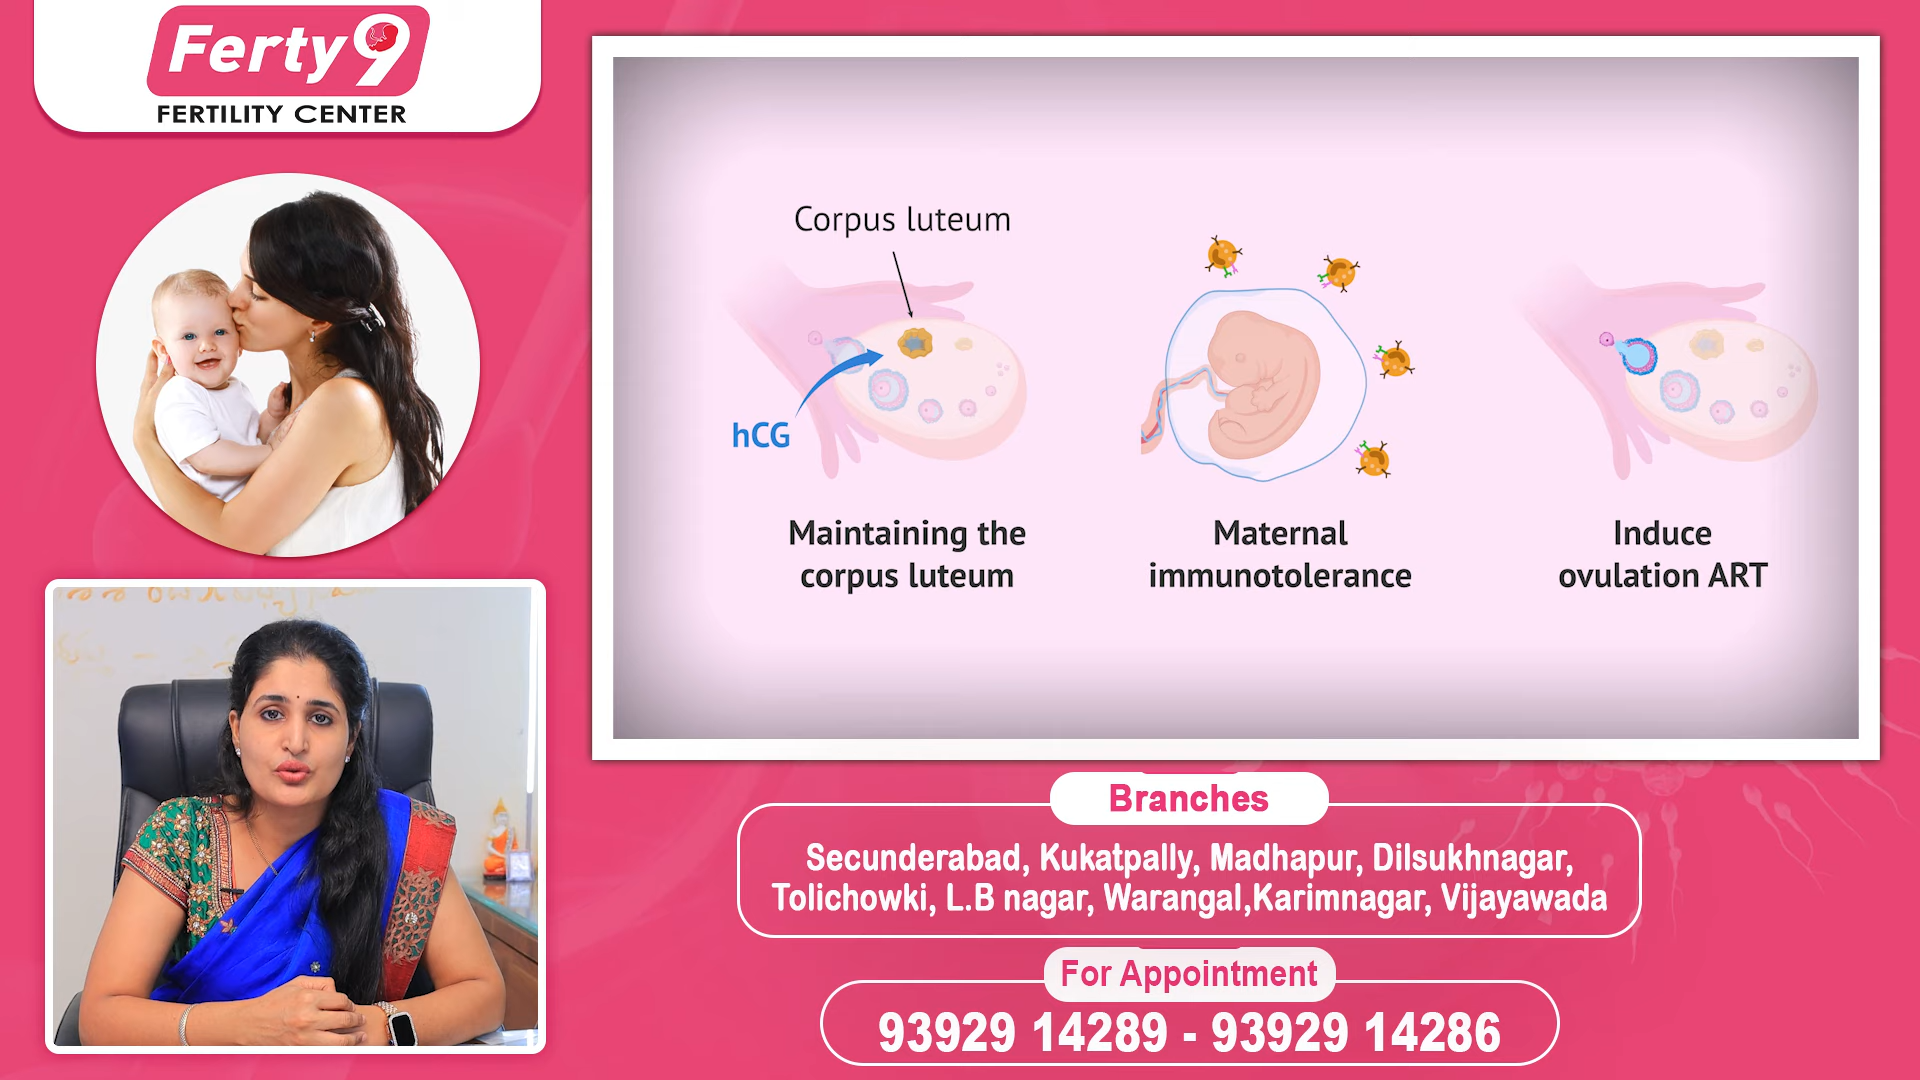 Ferty9
FERTILITY CENTER
Corpus luteum
hCG
Maintaining the
corpus luteum
Maternal
immunotolerance
Induce
ovulation ART
Branches
Secunderabad, Kukatpally, Madhapur, Dilsukhnagar,
Tolichowki, L.B nagar, Warangal,Karimnagar, Vijayawada
For Appointment
93929 14289 - 93929 14286